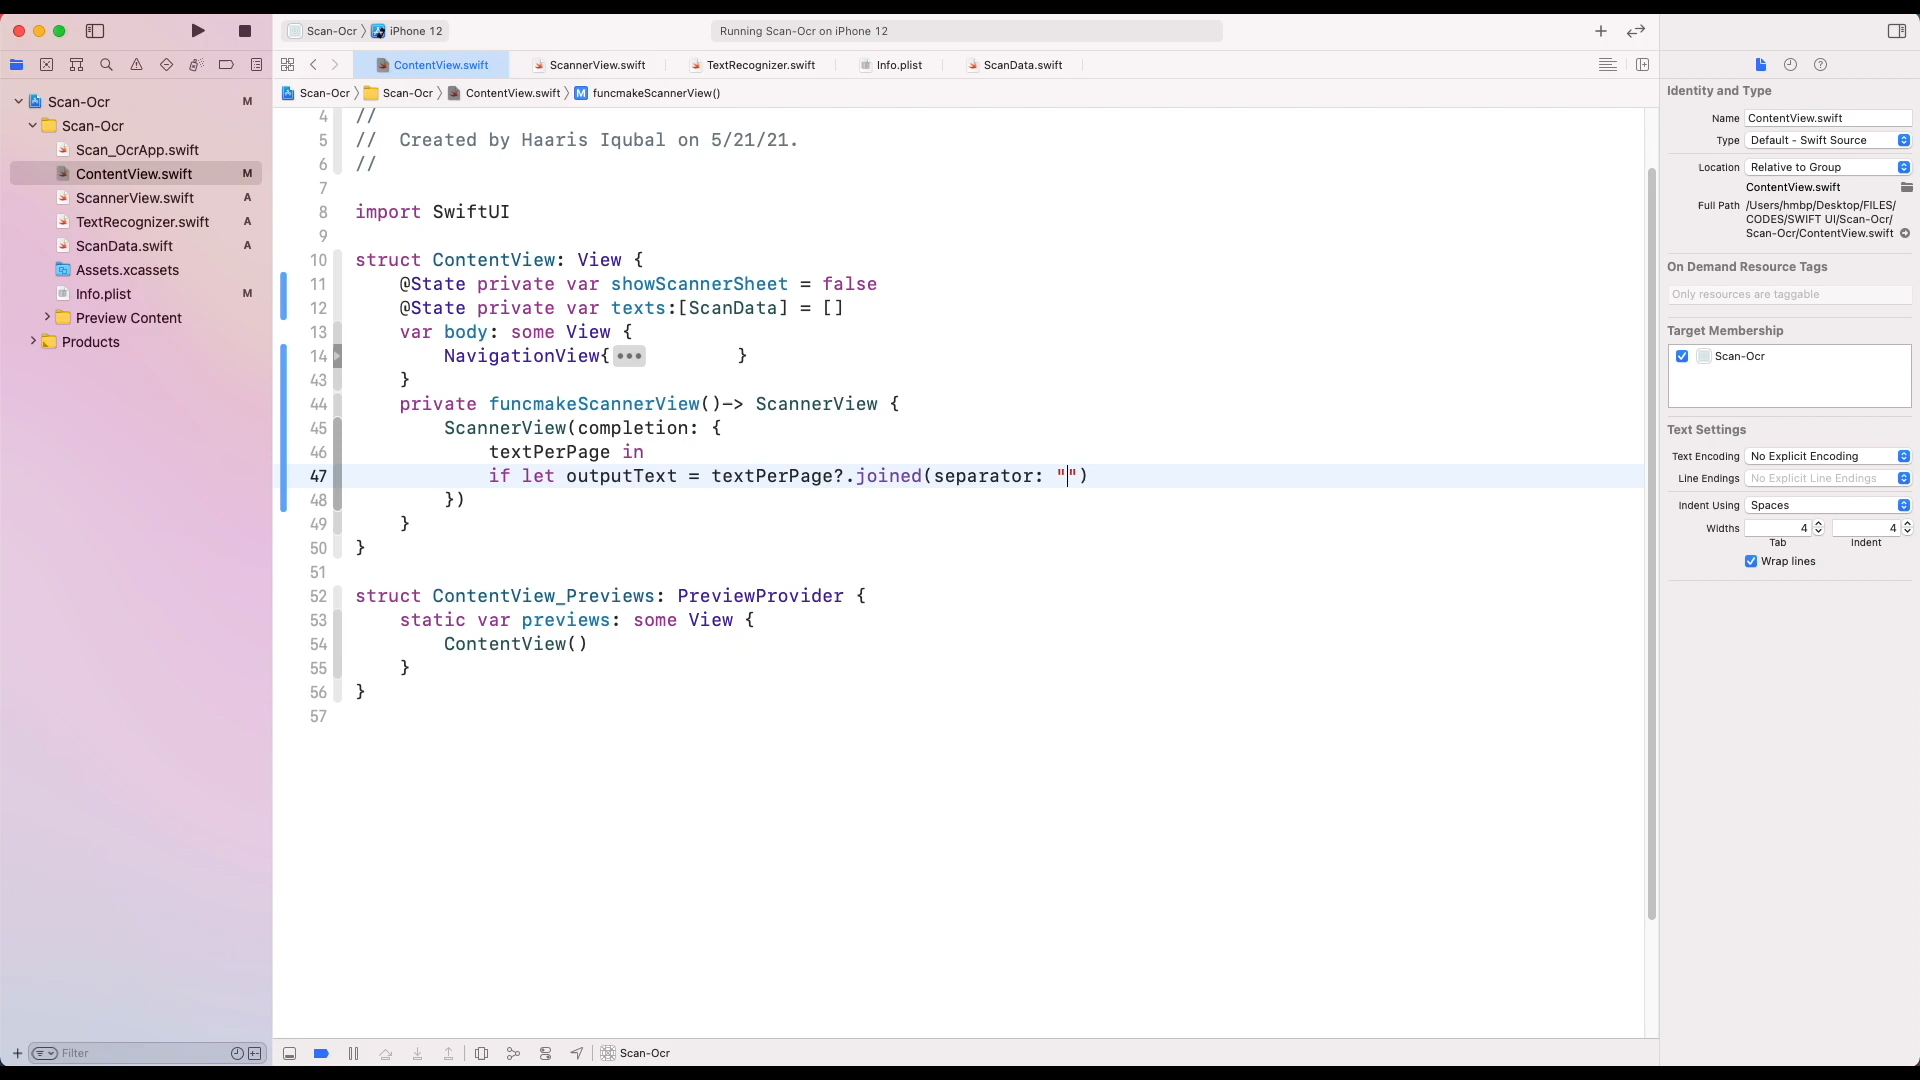 Scan-Ocr
iPhone 12
Running Scan-Ocr on iPhone 12
ContentView.swift
ScannerView.swift
TextRecognizer.swift
Info.plist
ScanData.swift
Scan-Ocr
Scan-Ocr
ContentView.swift
M funcmakeScannerView()
Scan-Ocr M
Scan-Ocr
Scan_OcrApp.swift
ContentView.swift M
ScannerView.swift A
TextRecognizer.swift A
ScanData.swift A
Assets.xcassets
Info.plist M
Preview Content
Products
Filter
4 //
5 //  Created by Haaris Iqubal on 5/21/21.
6 //
7
8 import SwiftUI
9
10 struct ContentView: View {
11 @State private var showScannerSheet = false
12 @State private var texts:[ScanData] = []
13 var body: some View {
14 NavigationView{••• }
43 }
44 private funcmakeScannerView()-> ScannerView {
45 ScannerView(completion: {
46 textPerPage in
47 if let outputText = textPerPage?.joined(separator: "")
48 })
49 }
50 }
51
52 struct ContentView_Previews: PreviewProvider {
53 static var previews: some View {
54 ContentView()
55 }
56 }
57
Scan-Ocr
Identity and Type
Name ContentView.swift
Type Default - Swift Source
Location Relative to Group
ContentView.swift
Full Path /Users/hmbp/Desktop/FILES/
CODES/SWIFT UI/Scan-Ocr/
Scan-Ocr/ContentView.swift
On Demand Resource Tags
Only resources are taggable
Target Membership
Scan-Ocr
Text Settings
Text Encoding No Explicit Encoding
Line Endings No Explicit Line Endings
Indent Using Spaces
Widths 4 4
Tab Indent
Wrap lines